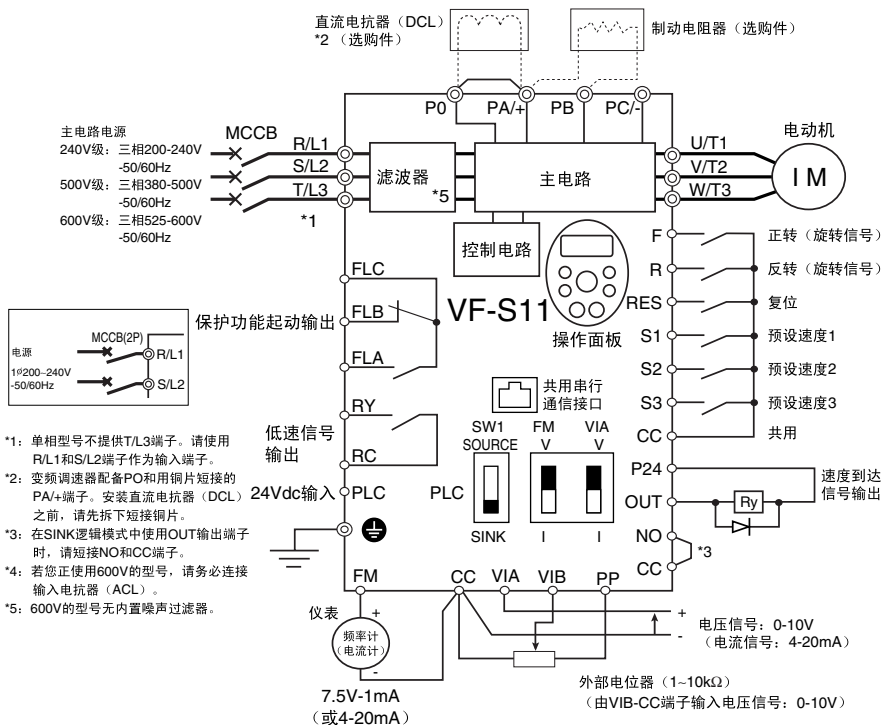 直流电抗器（DCL）
*2 （选购件）
制动电阻器（选购件）
P0
PA/+
PB
PC/-
主电路电源
240V级：三相200-240V
-50/60Hz
500V级：三相380-500V
-50/60Hz
600V级：三相525-600V
-50/60Hz
MCCB
R/L1
S/L2
T/L3
*1
滤波器
*5
主电路
控制电路
U/T1
V/T2
W/T3
电动机
I M
VF-S11
操作面板
FLC
FLB
FLA
保护功能起动输出
RY
RC
低速信号
输出
24Vdc输入
PLC
F
正转（旋转信号）
R
反转（旋转信号）
RES
复位
S1
预设速度1
S2
预设速度2
S3
预设速度3
CC
共用
P24
OUT
Ry
速度到达
信号输出
NO
CC
*3
共用串行
通信接口
SW1
SOURCE
PLC
SINK
FM
V
I
VIA
V
I
电源
1ø200–240V
-50/60Hz
MCCB(2P)
R/L1
S/L2
*1：单相型号不提供T/L3端子。请使用
R/L1和S/L2端子作为输入端子。
*2：变频调速器配备PO和用铜片短接的
PA/+端子。安装直流电抗器（DCL）
之前，请先拆下短接铜片。
*3：在SINK逻辑模式中使用OUT输出端子
时，请短接NO和CC端子。
*4：若您正使用600V的型号，请务必连接
输入电抗器（ACL）。
*5：600V的型号无内置噪声过滤器。
FM
CC
VIA
VIB
PP
仪表
+
频率计
（电流计）
-
7.5V-1mA
（或4-20mA）
+
-
电压信号：0-10V
（电流信号：4-20mA）
外部电位器（1~10kΩ）
（由VIB-CC端子输入电压信号：0-10V）